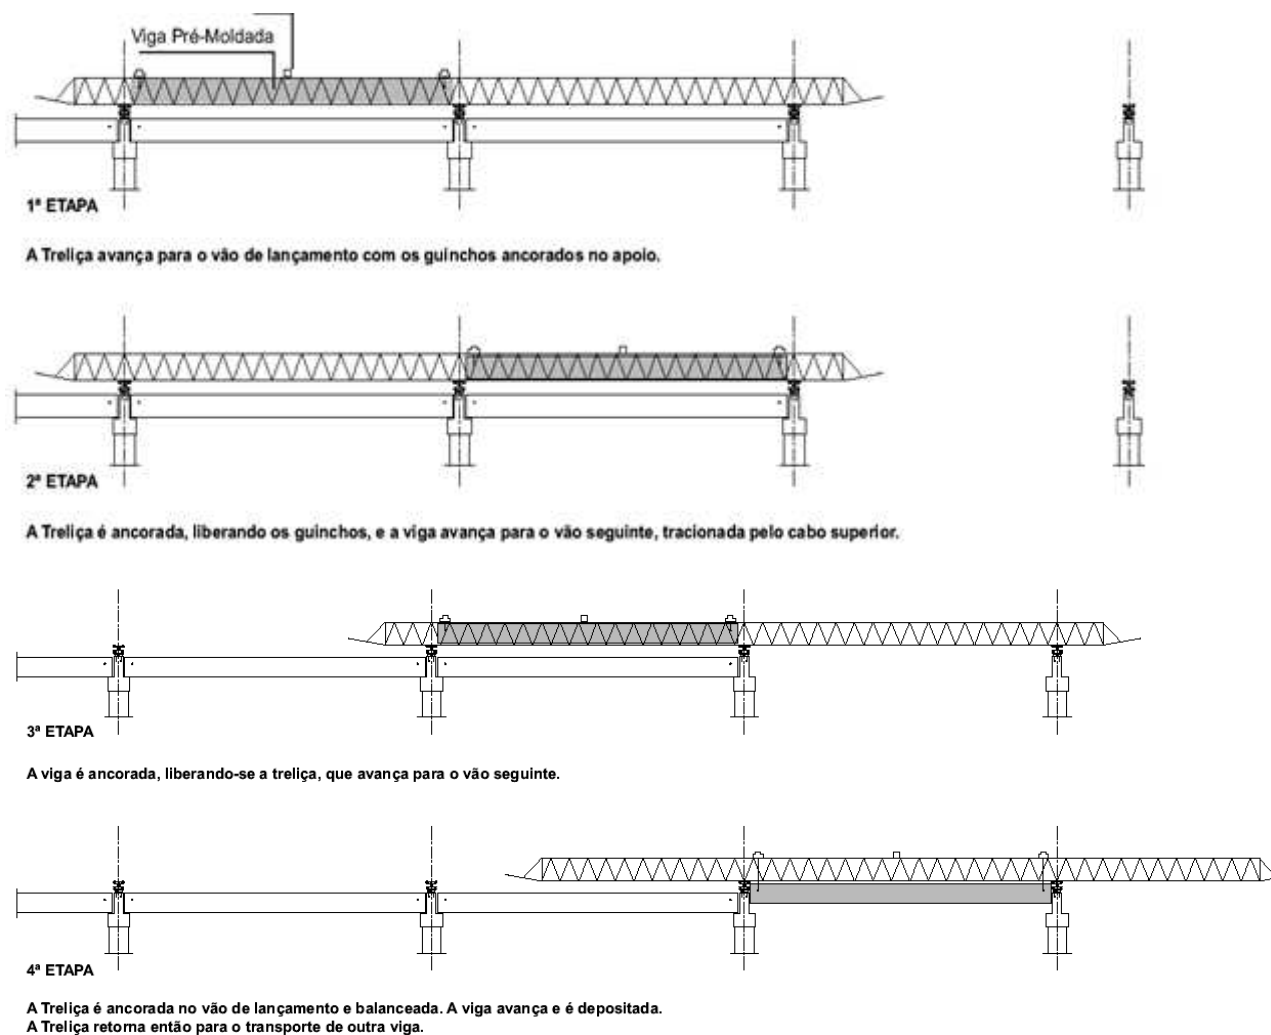 Viga Pré-Moldada
1ª ETAPA
A Treliça avança para o vão de lançamento com os guinchos ancorados no apoio.
2ª ETAPA
A Treliça é ancorada, liberando os guinchos, e a viga avança para o vão seguinte, tracionada pelo cabo superior.
3ª ETAPA
A viga é ancorada, liberando-se a treliça, que avança para o vão seguinte.
4ª ETAPA
A Treliça é ancorada no vão de lançamento e balanceada. A viga avança e é depositada.
A Treliça retorna então para o transporte de outra viga.